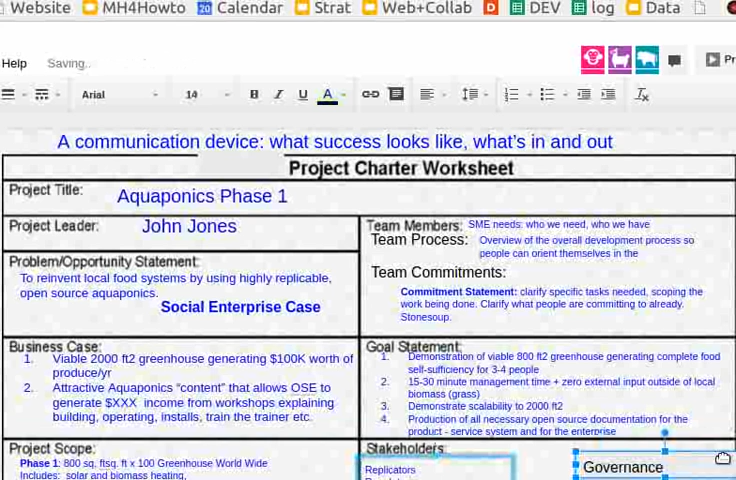 Website MH4Howto 20 Calendar Strat Web+Collab D DEV log Data
Help Saving..
Pr
Arial 14 B I U A
A communication device: what success looks like, what's in and out
Project Charter Worksheet
Project Title: Aquaponics Phase 1
Project Leader: John Jones
Team Members: SME needs: who we need, who we have
Team Process: Overview of the overall development process so
people can orient themselves in the
Team Commitments:
Commitment Statement: clarify specific tasks needed, scoping the
work being done. Clarify what people are committing to already.
Stonesoup.
Problem/Opportunity Statement:
To reinvent local food systems by using highly replicable,
open source aquaponics.
Social Enterprise Case
Business Case:
1. Viable 2000 ft2 greenhouse generating $100K worth of
produce/yr
2. Attractive Aquaponics “content” that allows OSE to
generate $XXX income from workshops explaining
building, operating, installs, train the trainer etc.
Goal Statement:
1. Demonstration of viable 800 ft2 greenhouse generating complete food
self-sufficiency for 3-4 people
2. 15-30 minute management time + zero external input outside of local
biomass (grass)
3. Demonstrate scalability to 2000 ft2
4. Production of all necessary open source documentation for the
product - service system and for the enterprise
Project Scope:
Phase 1: 800 sq. ftsq. ft x 100 Greenhouse World Wide
Includes: solar and biomass heating,
Stakeholders:
Replicators
Governance